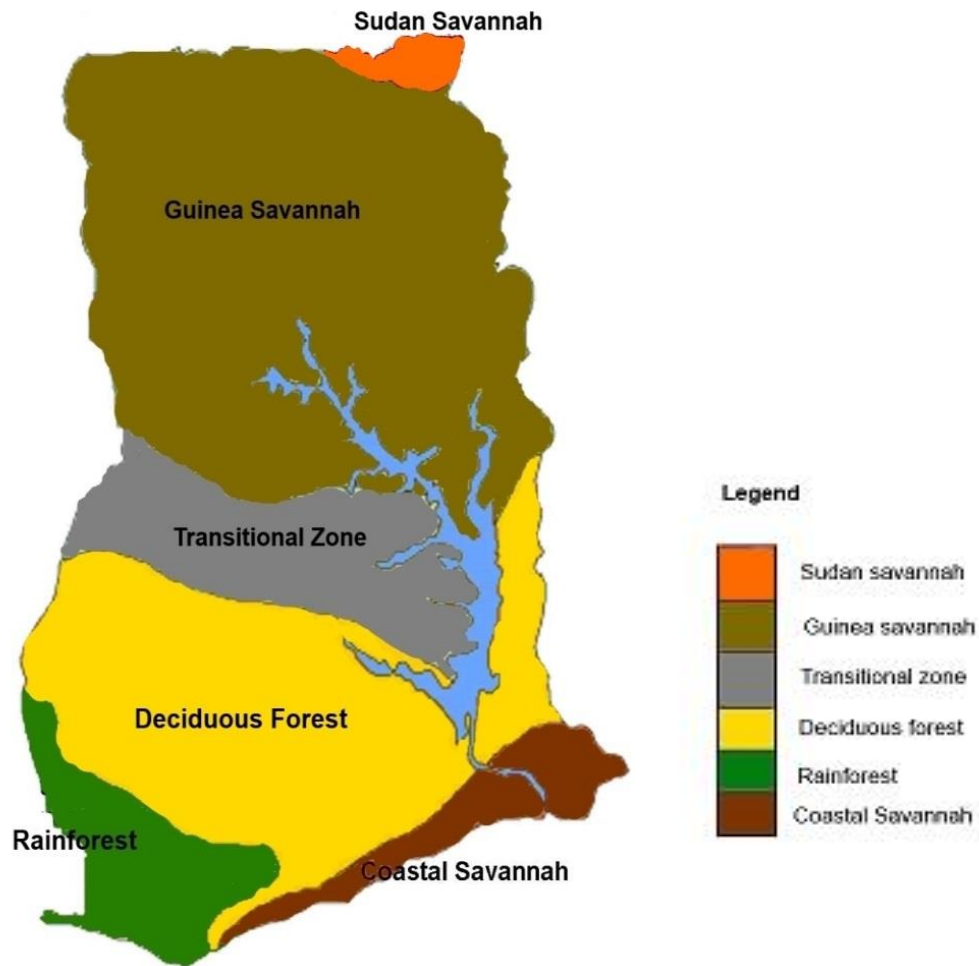 Sudan Savannah
Guinea Savannah
Transitional Zone
Deciduous Forest
Rainforest
Coastal Savannah
Legend
Sudan savannah
Guinea savannah
Transitional zone
Deciduous forest
Rainforest
Coastal Savannah